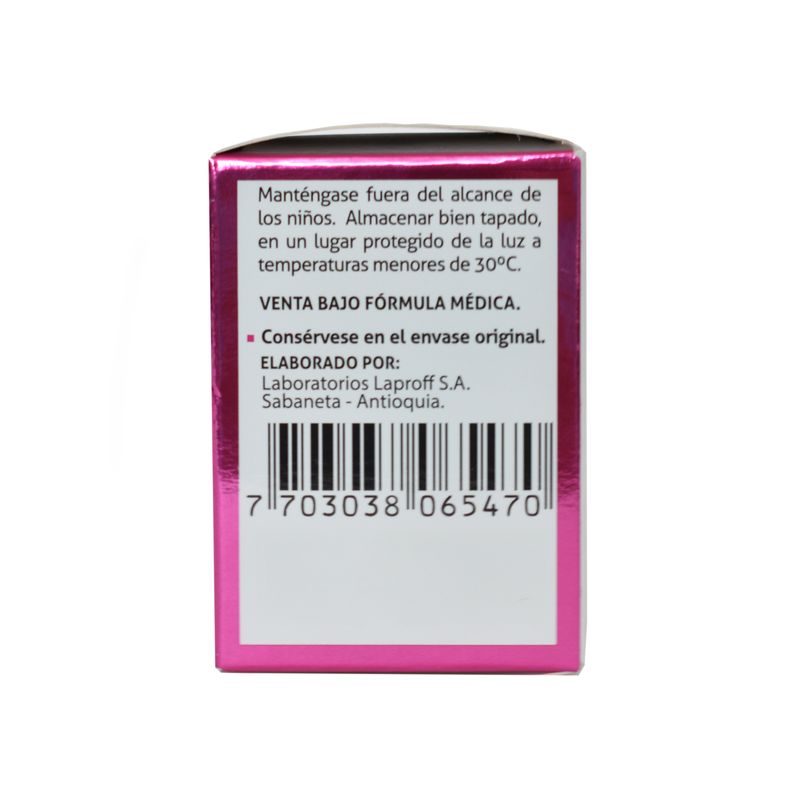 Manténgase fuera del alcance de
los niños. Almacenar bien tapado,
en un lugar protegido de la luz a
temperaturas menores de 30ºC.
VENTA BAJO FÓRMULA MÉDICA.
▪ Consérvese en el envase original.
ELABORADO POR:
Laboratorios Laproff S.A.
Sabaneta - Antioquia.
7 703038 065470